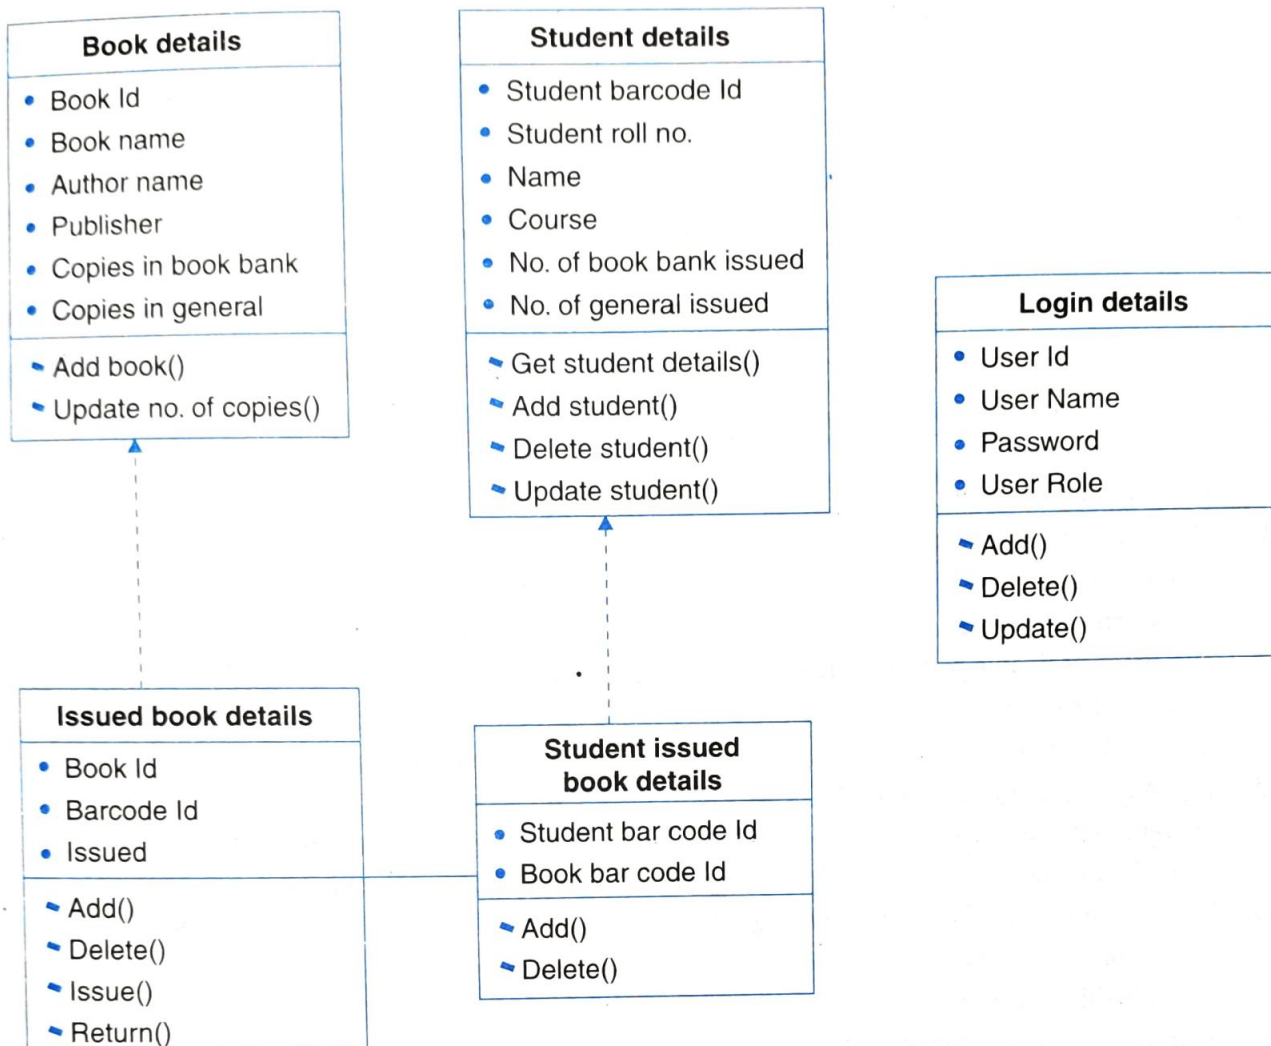 Book details
Book Id
Book name
Author name
Publisher
Copies in book bank
Copies in general
Add book()
Update no. of copies()
Student details
Student barcode Id
Student roll no.
Name
Course
No. of book bank issued
No. of general issued
Get student details()
Add student()
Delete student()
Update student()
Login details
User Id
User Name
Password
User Role
Add()
Delete()
Update()
Issued book details
Book Id
Barcode Id
Issued
Add()
Delete()
Issue()
Return()
Student issued
book details
Student bar code Id
Book bar code Id
Add()
Delete()